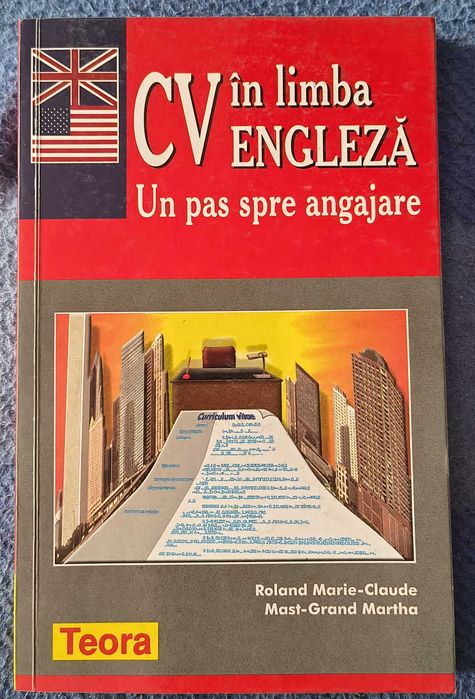 CV în limba
ENGLEZĂ
Un pas spre angajare
Curriculum vitae
Roland Marie-Claude
Mast-Grand Martha
Teora